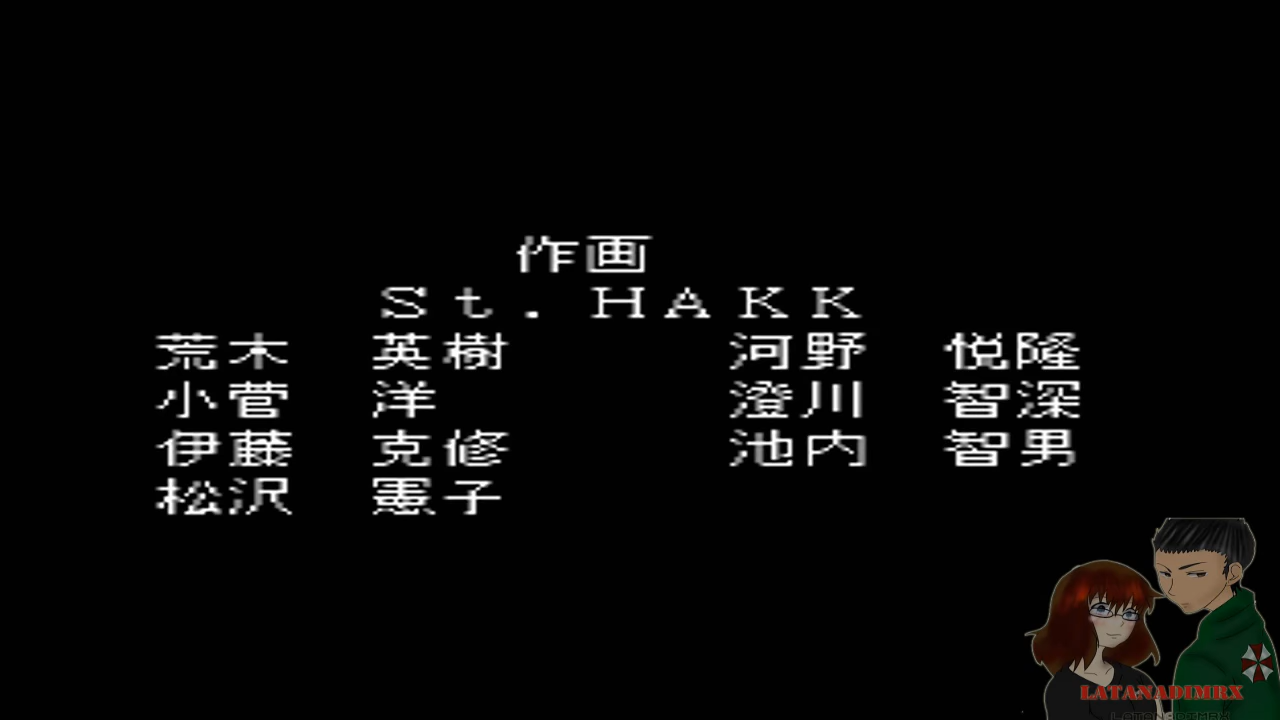 作画
Ｓｔ．ＨＡＫＫ
荒木　英樹　　　河野　悦隆
小菅　洋　　　　澄川　智深
伊藤　克修　　　池内　智男
松沢　憲子
LATANADIMRX